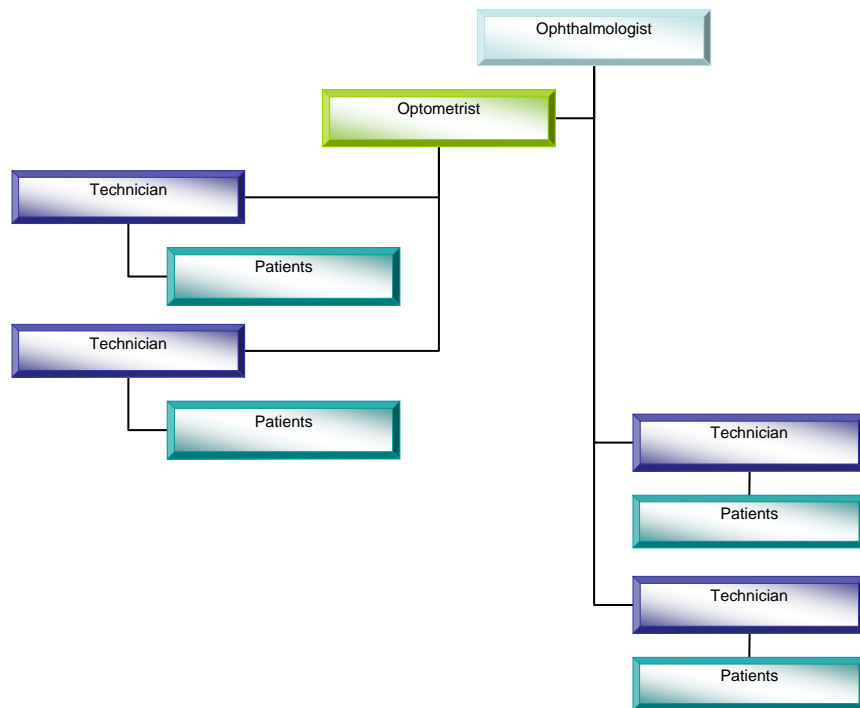 Ophthalmologist
Optometrist
Technician
Patients
Technician
Patients
Technician
Patients
Technician
Patients